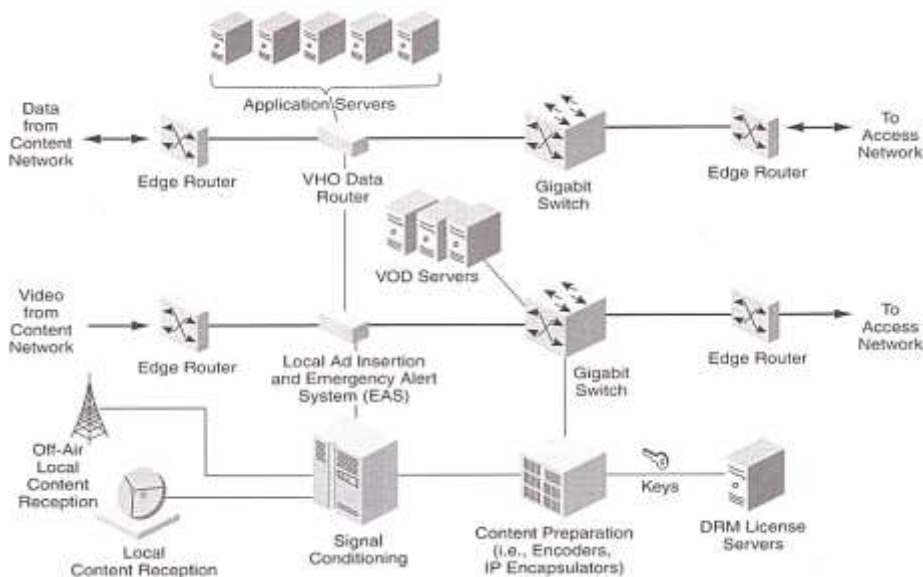 Application Servers
Data
from
Content
Network
Edge Router
VHO Data
Router
Gigabit
Switch
Edge Router
To
Access
Network
VOD Servers
Video
from
Content
Network
Edge Router
Local Ad Insertion
and Emergency Alert
System (EAS)
Gigabit
Switch
Edge Router
To
Access
Network
Off-Air
Local
Content
Reception
Local
Content Reception
Signal
Conditioning
Content Preparation
(i.e., Encoders,
IP Encapsulators)
Keys
DRM License
Servers